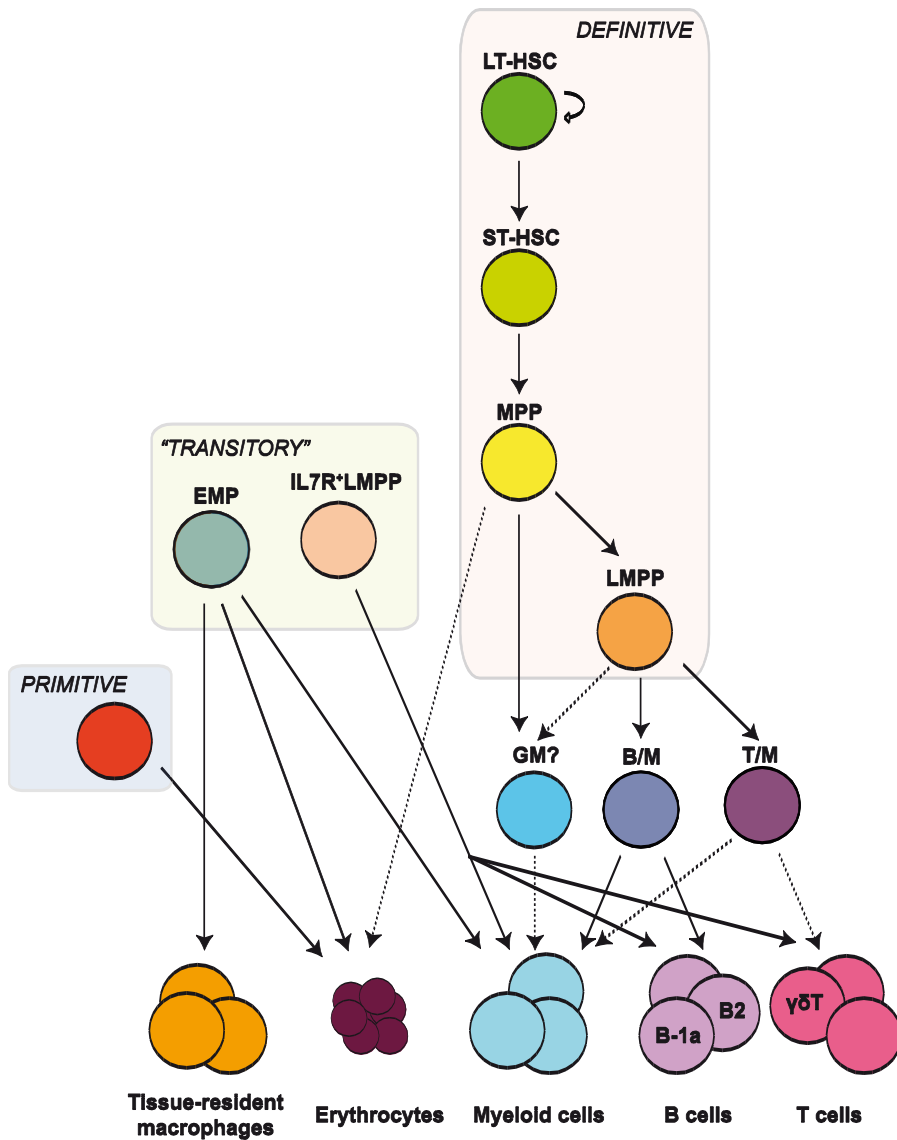 DEFINITIVE
LT-HSC
ST-HSC
MPP
"TRANSITORY"
EMP
IL7R⁺LMPP
LMPP
PRIMITIVE
GM?
B/M
T/M
γδT
B2
B-1a
Tissue-resident
macrophages
Erythrocytes
Myeloid cells
B cells
T cells